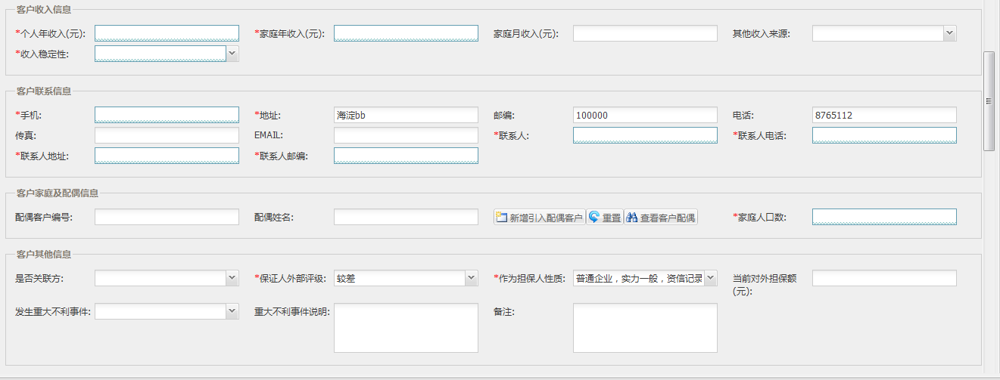 客户收入信息
*个人年收入(元): *家庭年收入(元): 家庭月收入(元): 其他收入来源:
*收入稳定性:
客户联系信息
*手机: *地址: 海淀bb 邮编: 100000 电话: 8765112
传真: EMAIL: *联系人: *联系人电话:
*联系人地址: *联系人邮编:
客户家庭及配偶信息
配偶客户编号: 配偶姓名: 新增引入配偶客户 重置 查看客户配偶 *家庭人口数:
客户其他信息
是否关联方: *保证人外部评级: 较差 *作为担保人性质: 普通企业，实力一般，资信记录 当前对外担保额
(元):
发生重大不利事件: 重大不利事件说明: 备注: